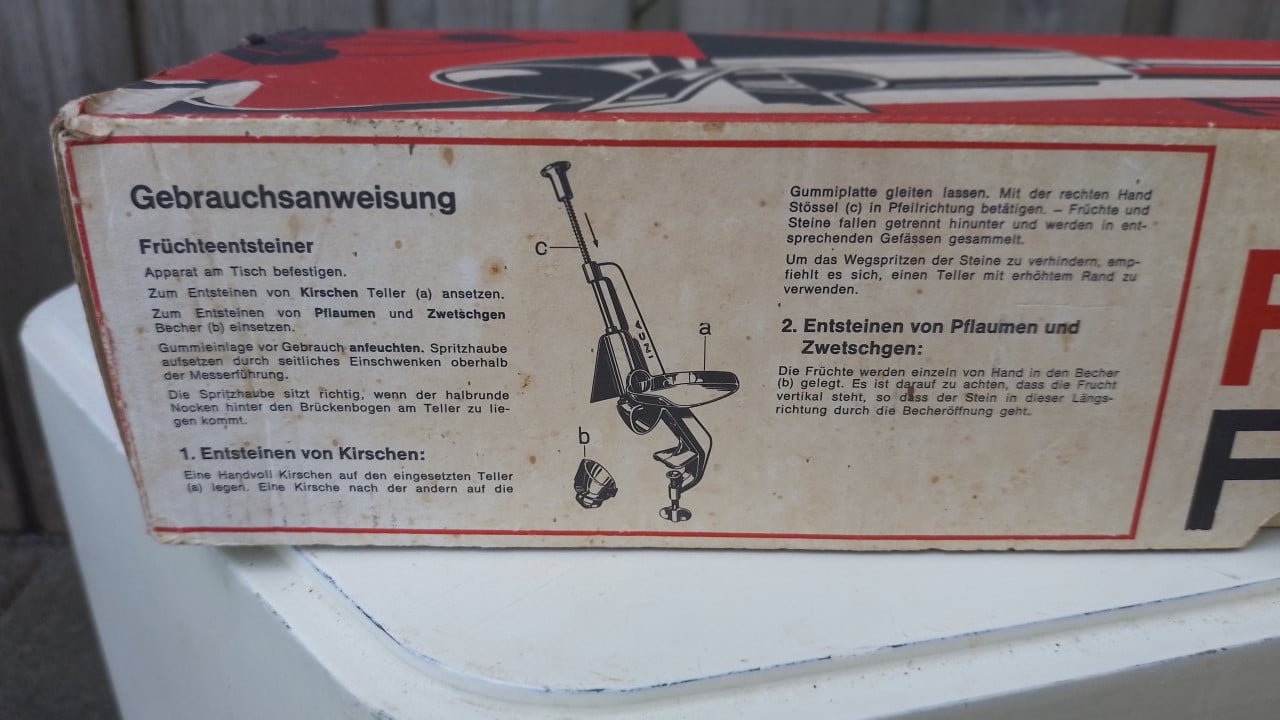 Gebrauchsanweisung
Früchteentsteiner
Apparat am Tisch befestigen.
Zum Entsteinen von Kirschen Teller (a) ansetzen.
Zum Entsteinen von Pflaumen und Zwetschgen
Becher (b) einsetzen.
Gummieinlage vor Gebrauch anfeuchten. Spritzhaube
aufsetzen durch seitliches Einschwenken oberhalb
der Messerführung.
Die Spritzhaube sitzt richtig, wenn der halbrunde
Nocken hinter den Brückenbogen am Teller zu lie-
gen kommt.
1. Entsteinen von Kirschen:
Eine Handvoll Kirschen auf den eingesetzten Teller
(a) legen. Eine Kirsche nach der andern auf die
c
a
b
Gummiplatte gleiten lassen. Mit der rechten Hand
Stössel (c) in Pfeilrichtung betätigen. – Früchte und
Steine fallen getrennt hinunter und werden in ent-
sprechenden Gefässen gesammelt.
Um das Wegspritzen der Steine zu verhindern, emp-
fiehlt es sich, einen Teller mit erhöhtem Rand zu
verwenden.
2. Entsteinen von Pflaumen und
Zwetschgen:
Die Früchte werden einzeln von Hand in den Becher
(b) gelegt. Es ist darauf zu achten, dass die Frucht
vertikal steht, so dass der Stein in dieser Längs-
richtung durch die Becheröffnung geht.